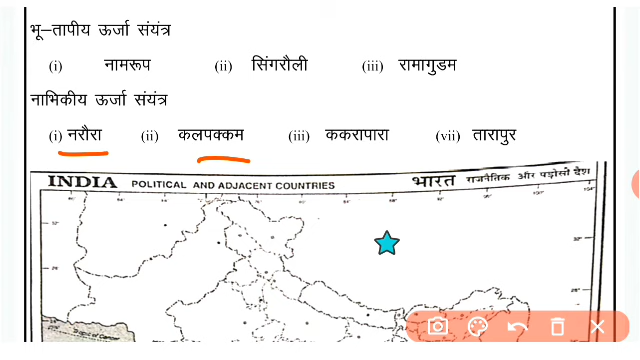 भू–तापीय ऊर्जा संयंत्र
(i) नामरूप (ii) सिंगरौली (iii) रामागुडम
नाभिकीय ऊर्जा संयंत्र
(i) नरौरा (ii) कलपक्कम (iii) ककरापारा (vii) तारापुर
INDIA POLITICAL AND ADJACENT COUNTRIES भारत राजनैतिक और पड़ोसी देश